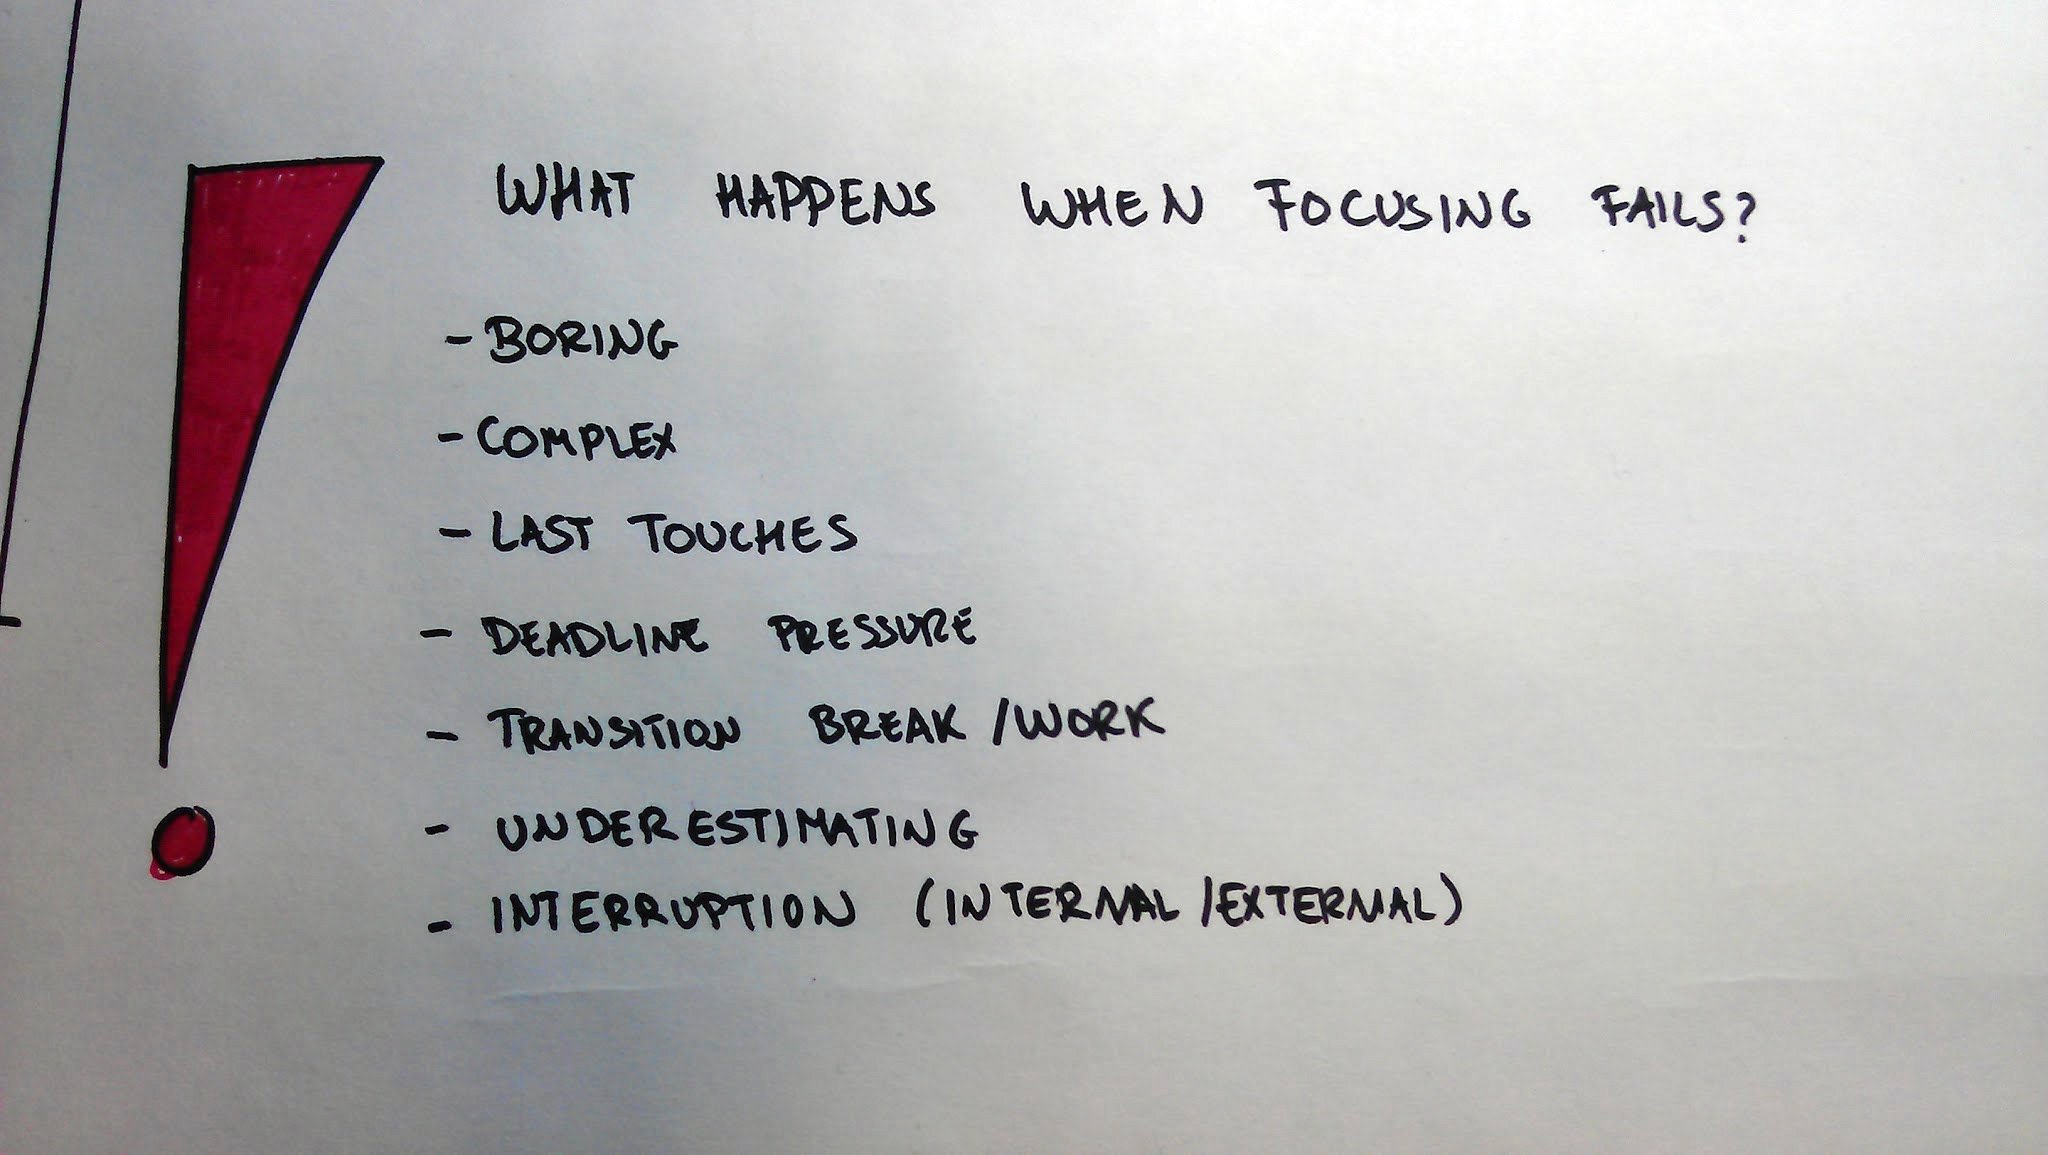 WHAT HAPPENS WHEN FOCUSING FAILS?
- BORING
- COMPLEX
- LAST TOUCHES
- DEADLINE PRESSURE
- TRANSITION BREAK / WORK
- UNDERESTIMATING
- INTERRUPTION (INTERNAL / EXTERNAL)